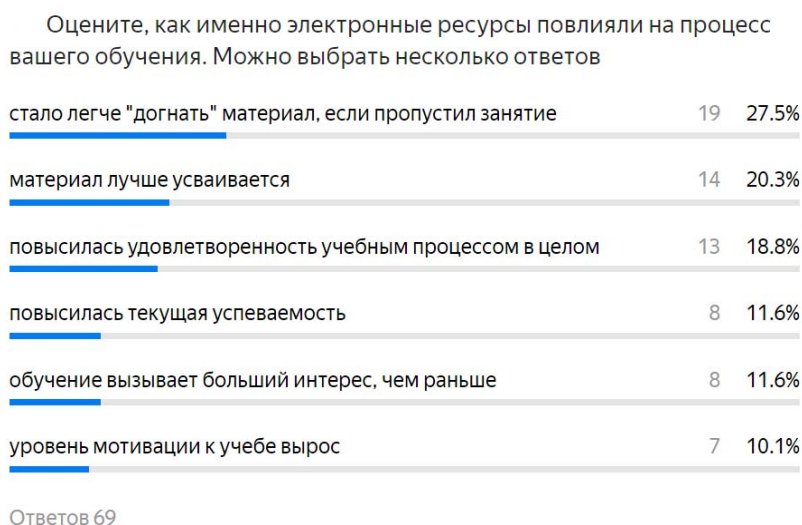 Оцените, как именно электронные ресурсы повлияли на процесс
вашего обучения. Можно выбрать несколько ответов
стало легче "догнать" материал, если пропустил занятие 19 27.5%
материал лучше усваивается 14 20.3%
повысилась удовлетворенность учебным процессом в целом 13 18.8%
повысилась текущая успеваемость 8 11.6%
обучение вызывает больший интерес, чем раньше 8 11.6%
уровень мотивации к учебе вырос 7 10.1%
Ответов 69